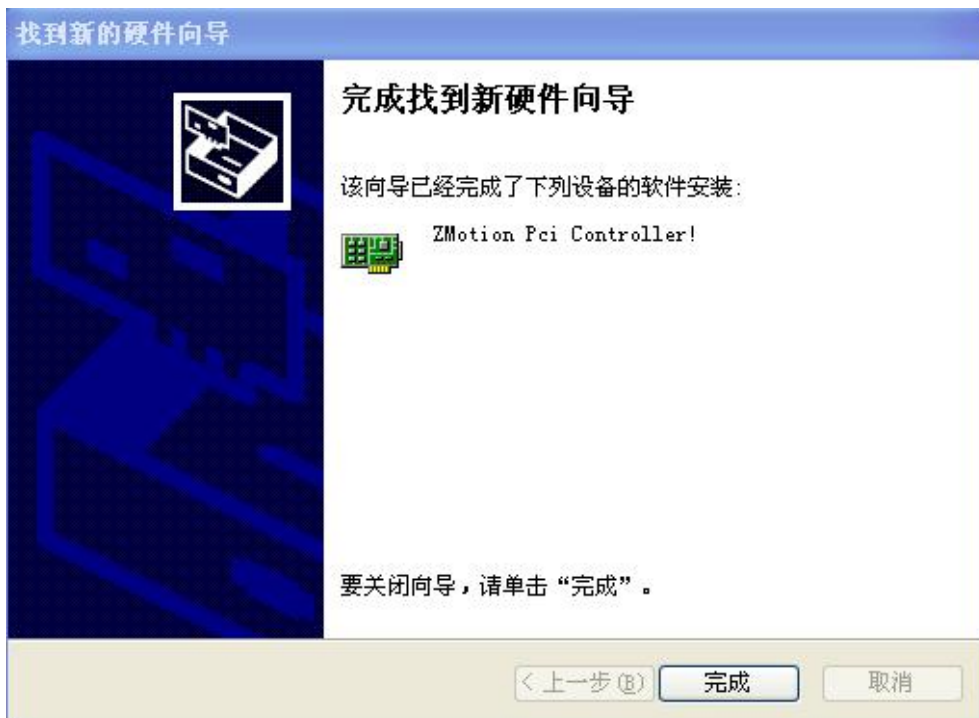 找到新的硬件向导
完成找到新硬件向导
该向导已经完成了下列设备的软件安装:
ZMotion Pci Controller!
要关闭向导，请单击“完成”。
< 上一步(B)
完成
取消